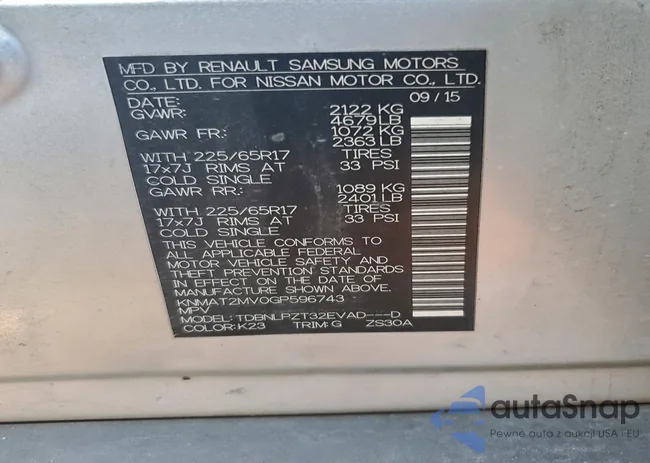 MFD BY RENAULT SAMSUNG MOTORS
CO., LTD. FOR NISSAN MOTOR CO., LTD.
DATE: 09/15
GVWR: 2122 KG
4679 LB
GAWR FR: 1072 KG
2363 LB
WITH 225/65R17 TIRES
17x7J RIMS AT 33 PSI
COLD SINGLE
GAWR RR: 1089 KG
2401 LB
WITH 225/65R17 TIRES
17x7J RIMS AT 33 PSI
COLD SINGLE
THIS VEHICLE CONFORMS TO
ALL APPLICABLE FEDERAL
MOTOR VEHICLE SAFETY AND
THEFT PREVENTION STANDARDS
IN EFFECT ON THE DATE OF
MANUFACTURE SHOWN ABOVE.
KNMAT2MV0GP596743
MPV
MODEL: TDBNLPZT32EVAD---D
COLOR:K23 TRIM:G ZS30A
autaSnap
Pewne auta z aukcji USA i EU